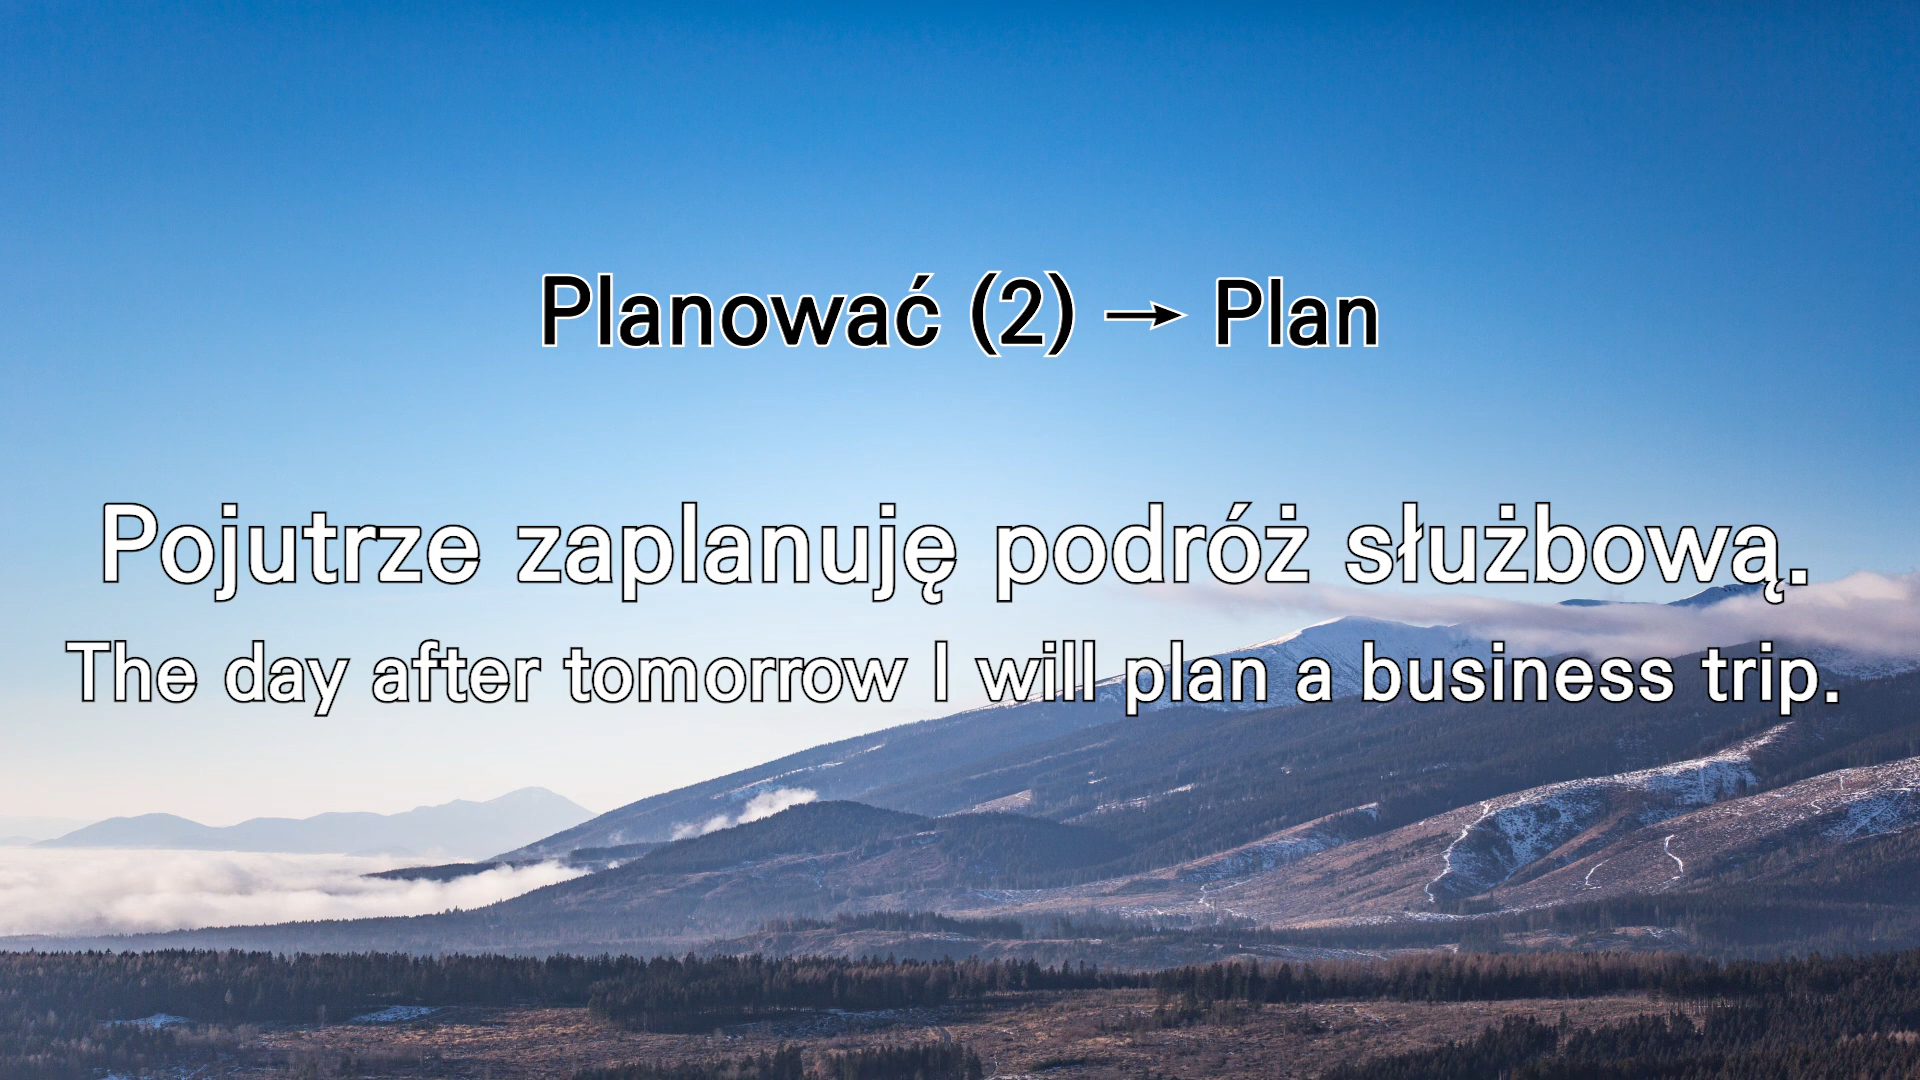 Planować (2) → Plan
Pojutrze zaplanuję podróż służbową.
The day after tomorrow I will plan a business trip.